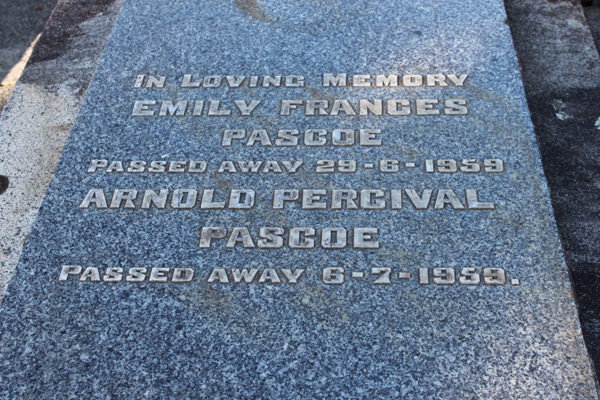 In Loving Memory
EMILY FRANCES
PASCOE
PASSED AWAY 29-6-1959
ARNOLD PERCIVAL
PASCOE
PASSED AWAY 6-7-1959.